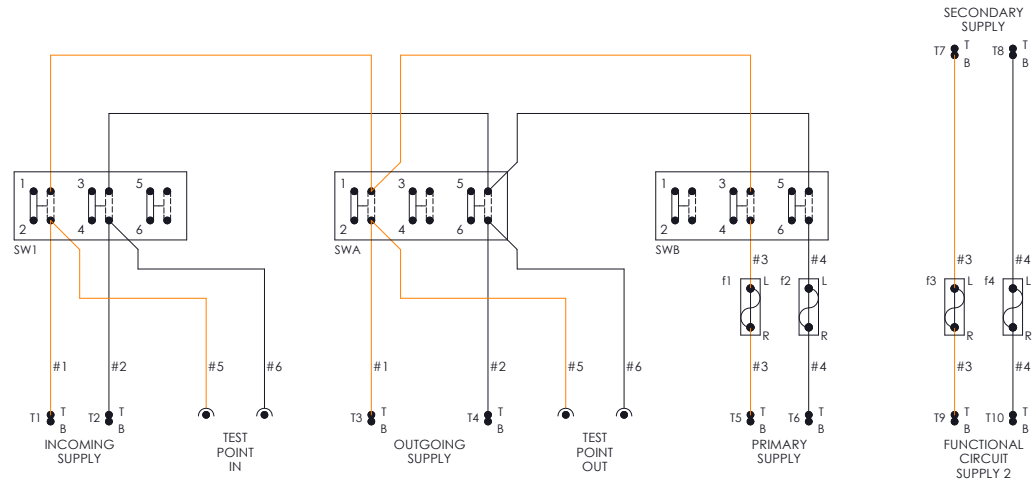 SECONDARY
SUPPLY
T7 T
B
T8 T
B
1 3 5
2 4 6
SW1
1 3 5
2 4 6
SWA
1 3 5
2 4 6
SWB
#3 #4
f1 L
R
f2 L
R
#3 #4
f3 L
R
f4 L
R
#1 #2 #5 #6
#1 #2 #5 #6
#3 #4
#3 #4
T1 T
B
T2 T
B
INCOMING
SUPPLY
TEST
POINT
IN
T3 T
B
T4 T
B
OUTGOING
SUPPLY
TEST
POINT
OUT
T5 T
B
T6 T
B
PRIMARY
SUPPLY
T9 T
B
T10 T
B
FUNCTIONAL
CIRCUIT
SUPPLY 2